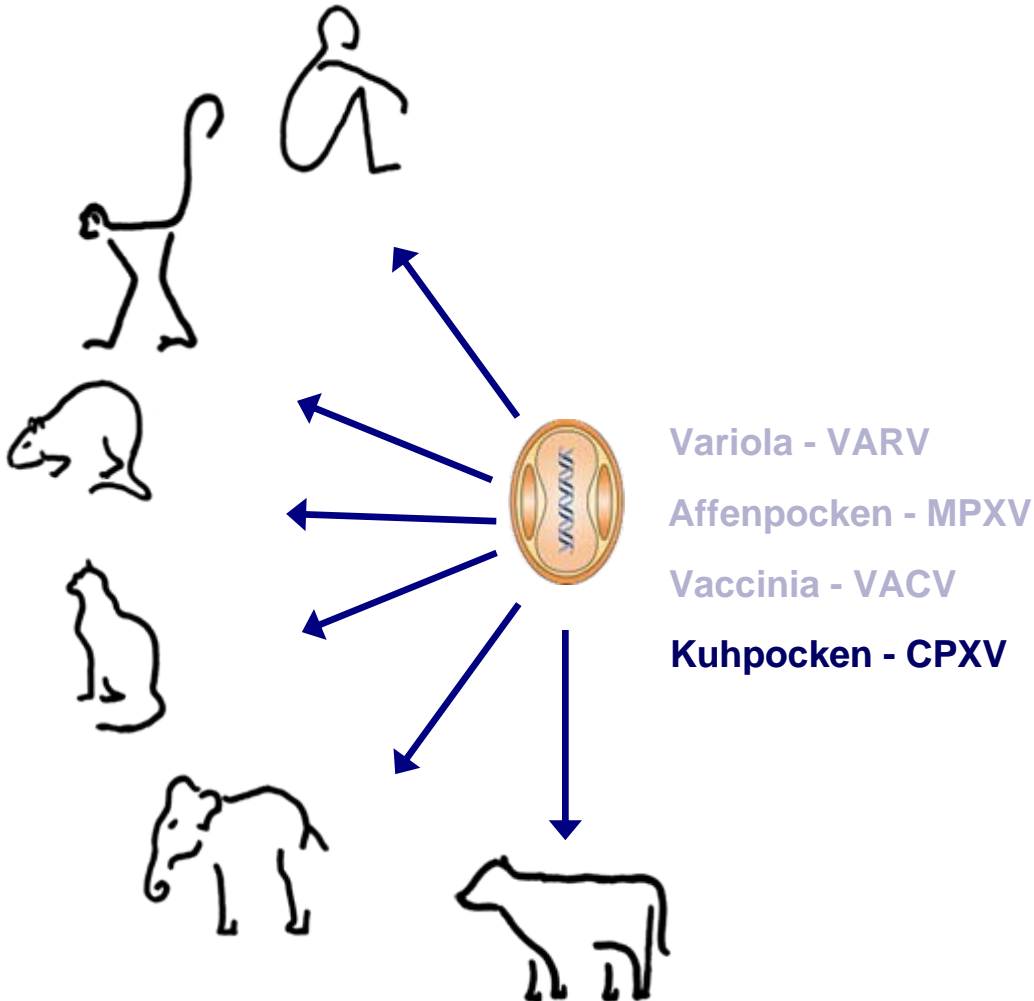 Variola - VARV
Affenpocken - MPXV
Vaccinia - VACV
Kuhpocken - CPXV